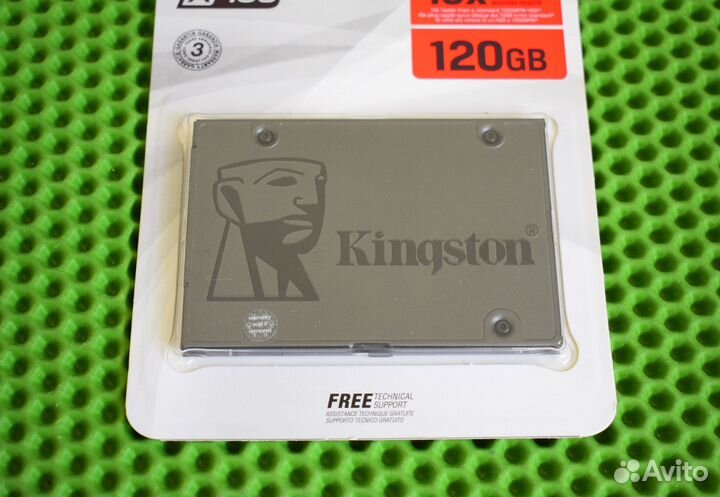 120GB
3
Kingston®
warranty
void if
removed
FREE TECHNICAL
SUPPORT
ASSISTANCE TECHNIQUE GRATUITE
SUPPORTO TECNICO GRATUITO
Avito